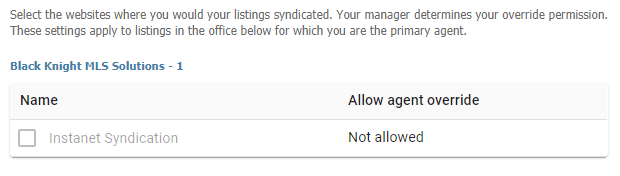 Select the websites where you would your listings syndicated. Your manager determines your override permission.
These settings apply to listings in the office below for which you are the primary agent.
Black Knight MLS Solutions - 1
Name Allow agent override
Instanet Syndication Not allowed